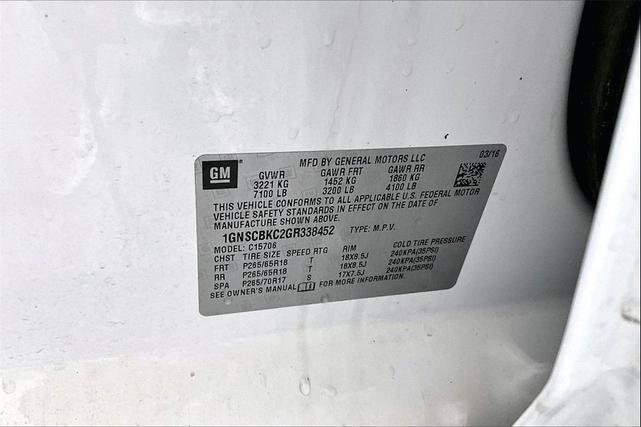 GM
MFD BY GENERAL MOTORS LLC
03/16
GVWR GAWR FRT GAWR RR
3221 KG 1452 KG 1860 KG
7100 LB 3200 LB 4100 LB
THIS VEHICLE CONFORMS TO ALL APPLICABLE U.S. FEDERAL MOTOR
VEHICLE SAFETY STANDARDS IN EFFECT ON THE DATE OF
MANUFACTURE SHOWN ABOVE.
1GNSCBKC2GR338452 TYPE: M.P.V.
MODEL: C15706
CHST TIRE SIZE SPEED RTG RIM COLD TIRE PRESSURE
FRT P265/65R18 T 18X8.5J 240KPA(35PSI)
RR P265/65R18 T 18X8.5J 240KPA(35PSI)
SPA P265/70R17 S 17X7.5J 240KPA(35PSI)
SEE OWNER'S MANUAL FOR MORE INFORMATION.